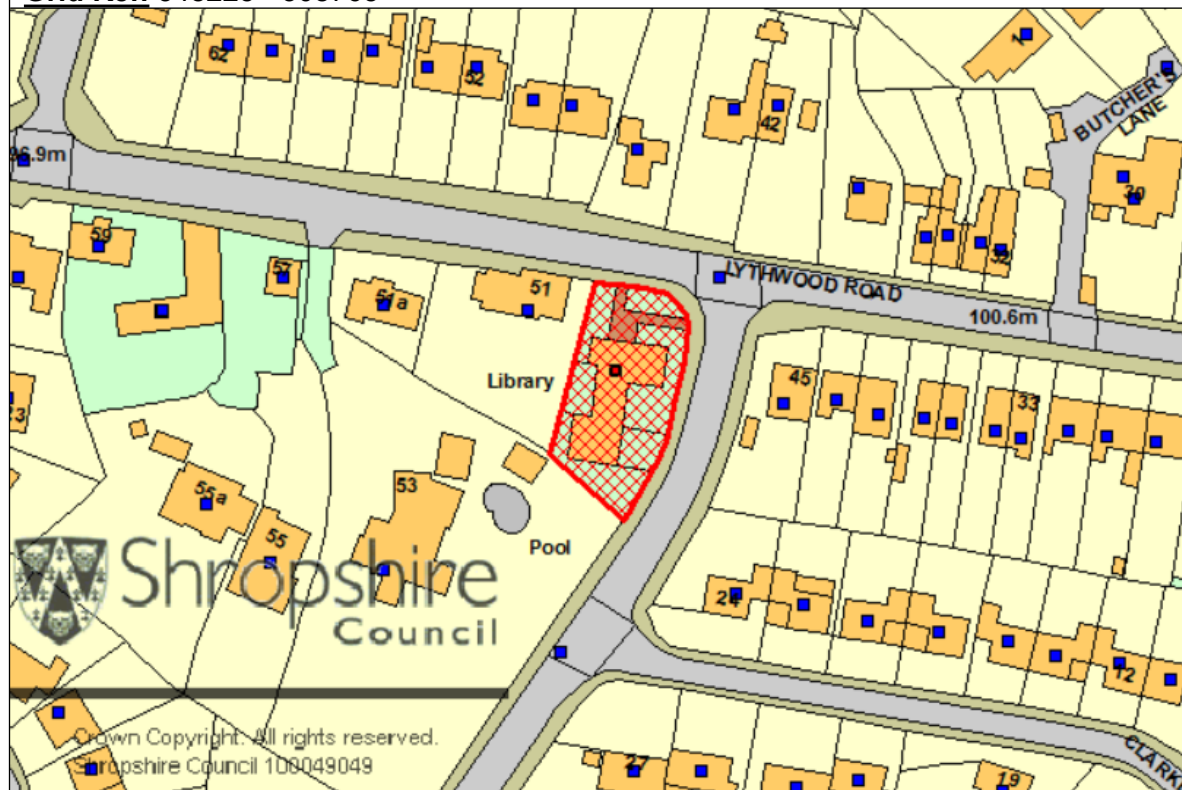 62
52
42
1
BUTCHER'S
LANE
96.9m
30
32
59
57
51a
51
LYTHWOOD ROAD
100.6m
Library
45
33
23
53
55a
55
Pool
Shropshire
Council
24
12
Crown Copyright. All rights reserved.
Shropshire Council 100049049
27
19